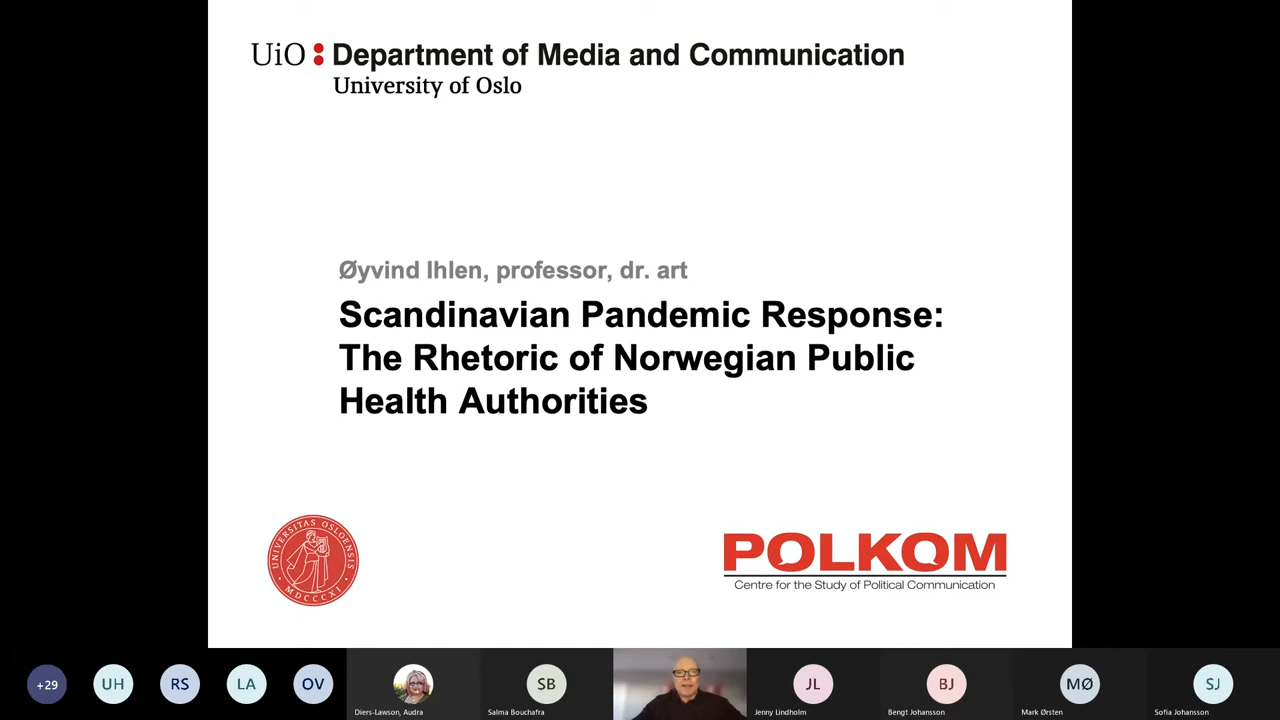 UiO : Department of Media and Communication
University of Oslo
Øyvind Ihlen, professor, dr. art
Scandinavian Pandemic Response:
The Rhetoric of Norwegian Public
Health Authorities
UNIVERSITAS OSLOENSIS
MDCCCXI
POLKOM
Centre for the Study of Political Communication
+29
UH
RS
LA
OV
Diers-Lawson, Audra
SB
Salma Bouchafra
JL
Jenny Lindholm
BJ
Bengt Johansson
MØ
Mark Ørsten
SJ
Sofia Johansson